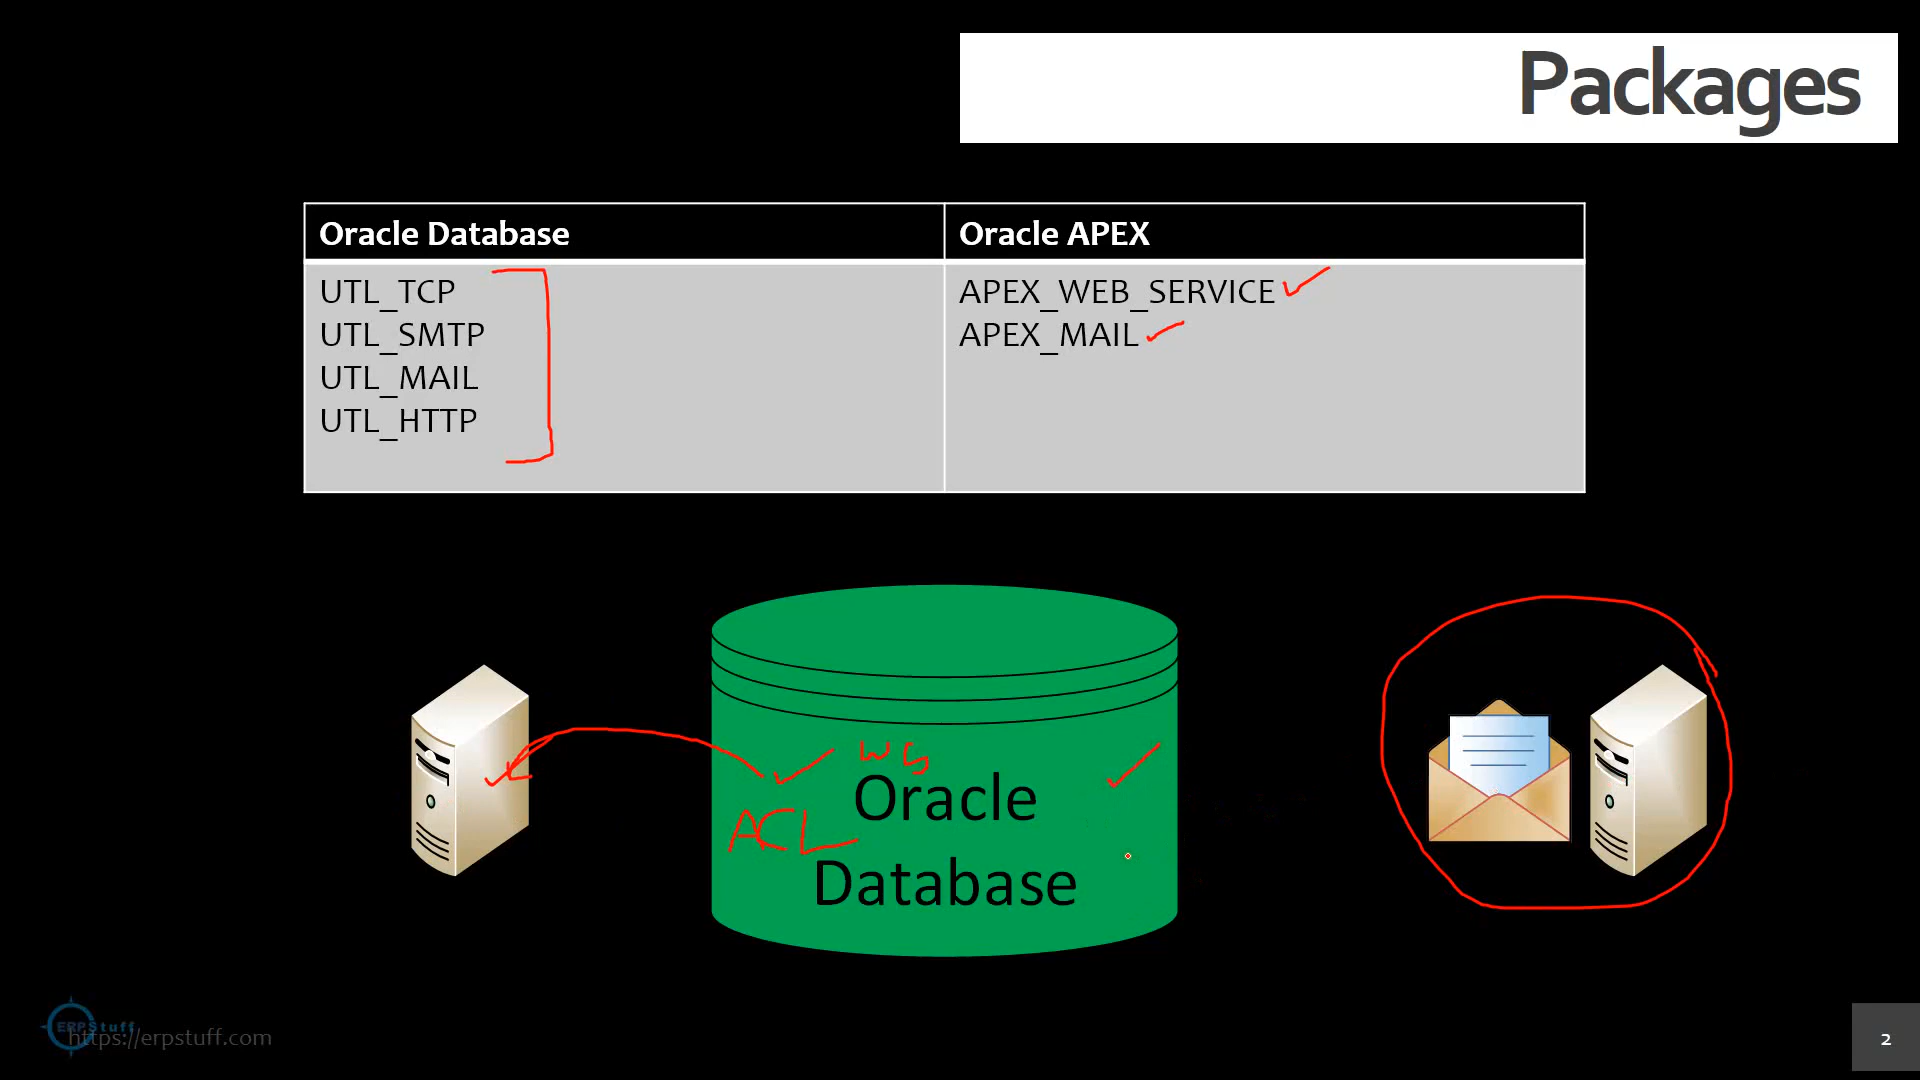 Packages
Oracle Database
Oracle APEX
UTL_TCP
UTL_SMTP
UTL_MAIL
UTL_HTTP
APEX_WEB_SERVICE
APEX_MAIL
WS
Oracle
ACL
Database
ERPStuff
https://erpstuff.com
2